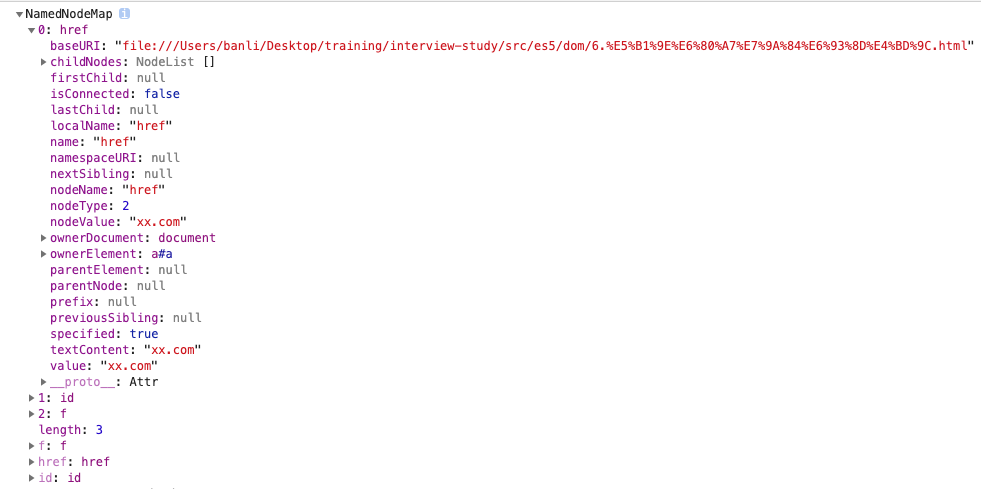 NamedNodeMap i
0: href
baseURI: "file:///Users/banli/Desktop/training/interview-study/src/es5/dom/6.%E5%B1%9E%E6%80%A7%E7%9A%84%E6%93%8D%E4%BD%9C.html"
childNodes: NodeList []
firstChild: null
isConnected: false
lastChild: null
localName: "href"
name: "href"
namespaceURI: null
nextSibling: null
nodeName: "href"
nodeType: 2
nodeValue: "xx.com"
ownerDocument: document
ownerElement: a#a
parentElement: null
parentNode: null
prefix: null
previousSibling: null
specified: true
textContent: "xx.com"
value: "xx.com"
__proto__: Attr
1: id
2: f
length: 3
f: f
href: href
id: id